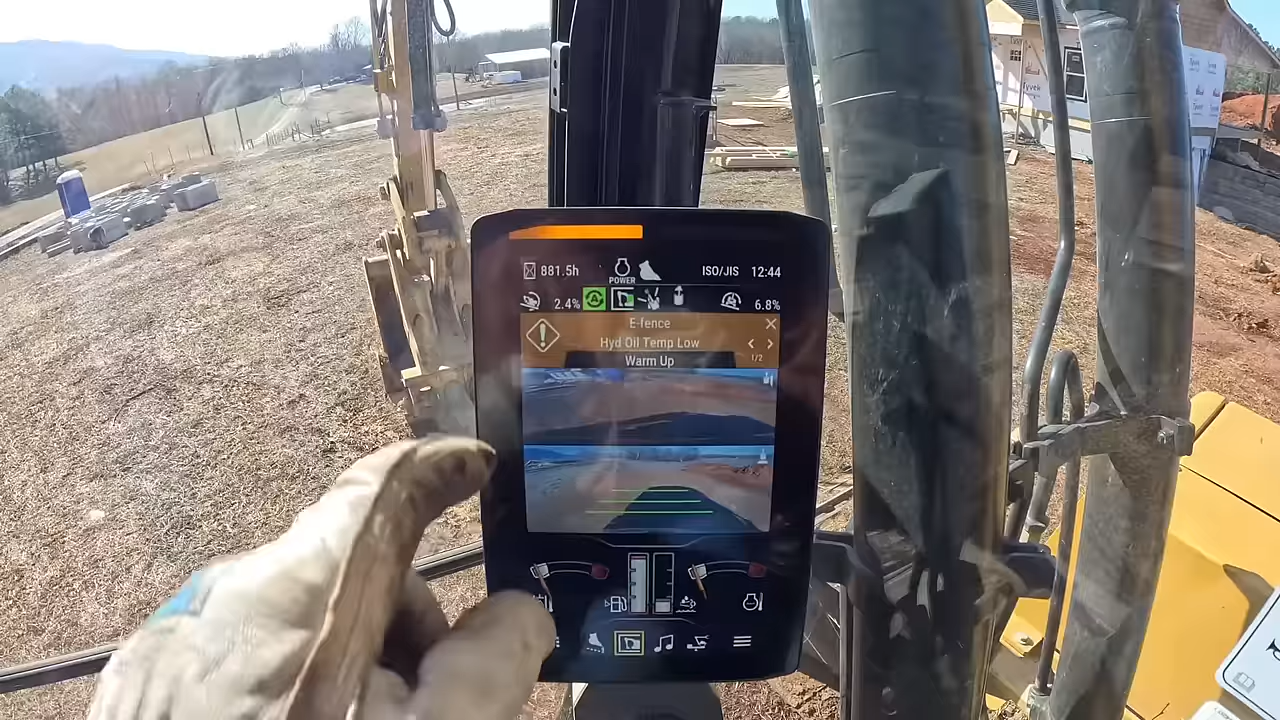 881.5h
POWER
ISO/JIS 12:44
2.4%
6.8%
E-fence
Hyd Oil Temp Low
1/2
Warm Up
Tyvek